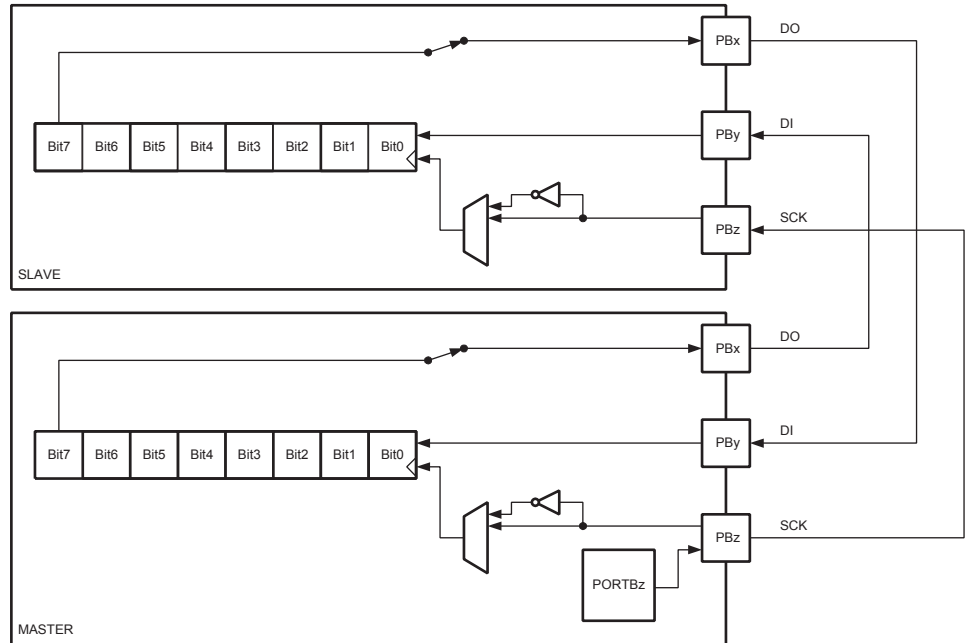 PBx DO
Bit7 Bit6 Bit5 Bit4 Bit3 Bit2 Bit1 Bit0
PBy DI
PBz SCK
SLAVE
PBx DO
Bit7 Bit6 Bit5 Bit4 Bit3 Bit2 Bit1 Bit0
PBy DI
PBz SCK
PORTBz
MASTER